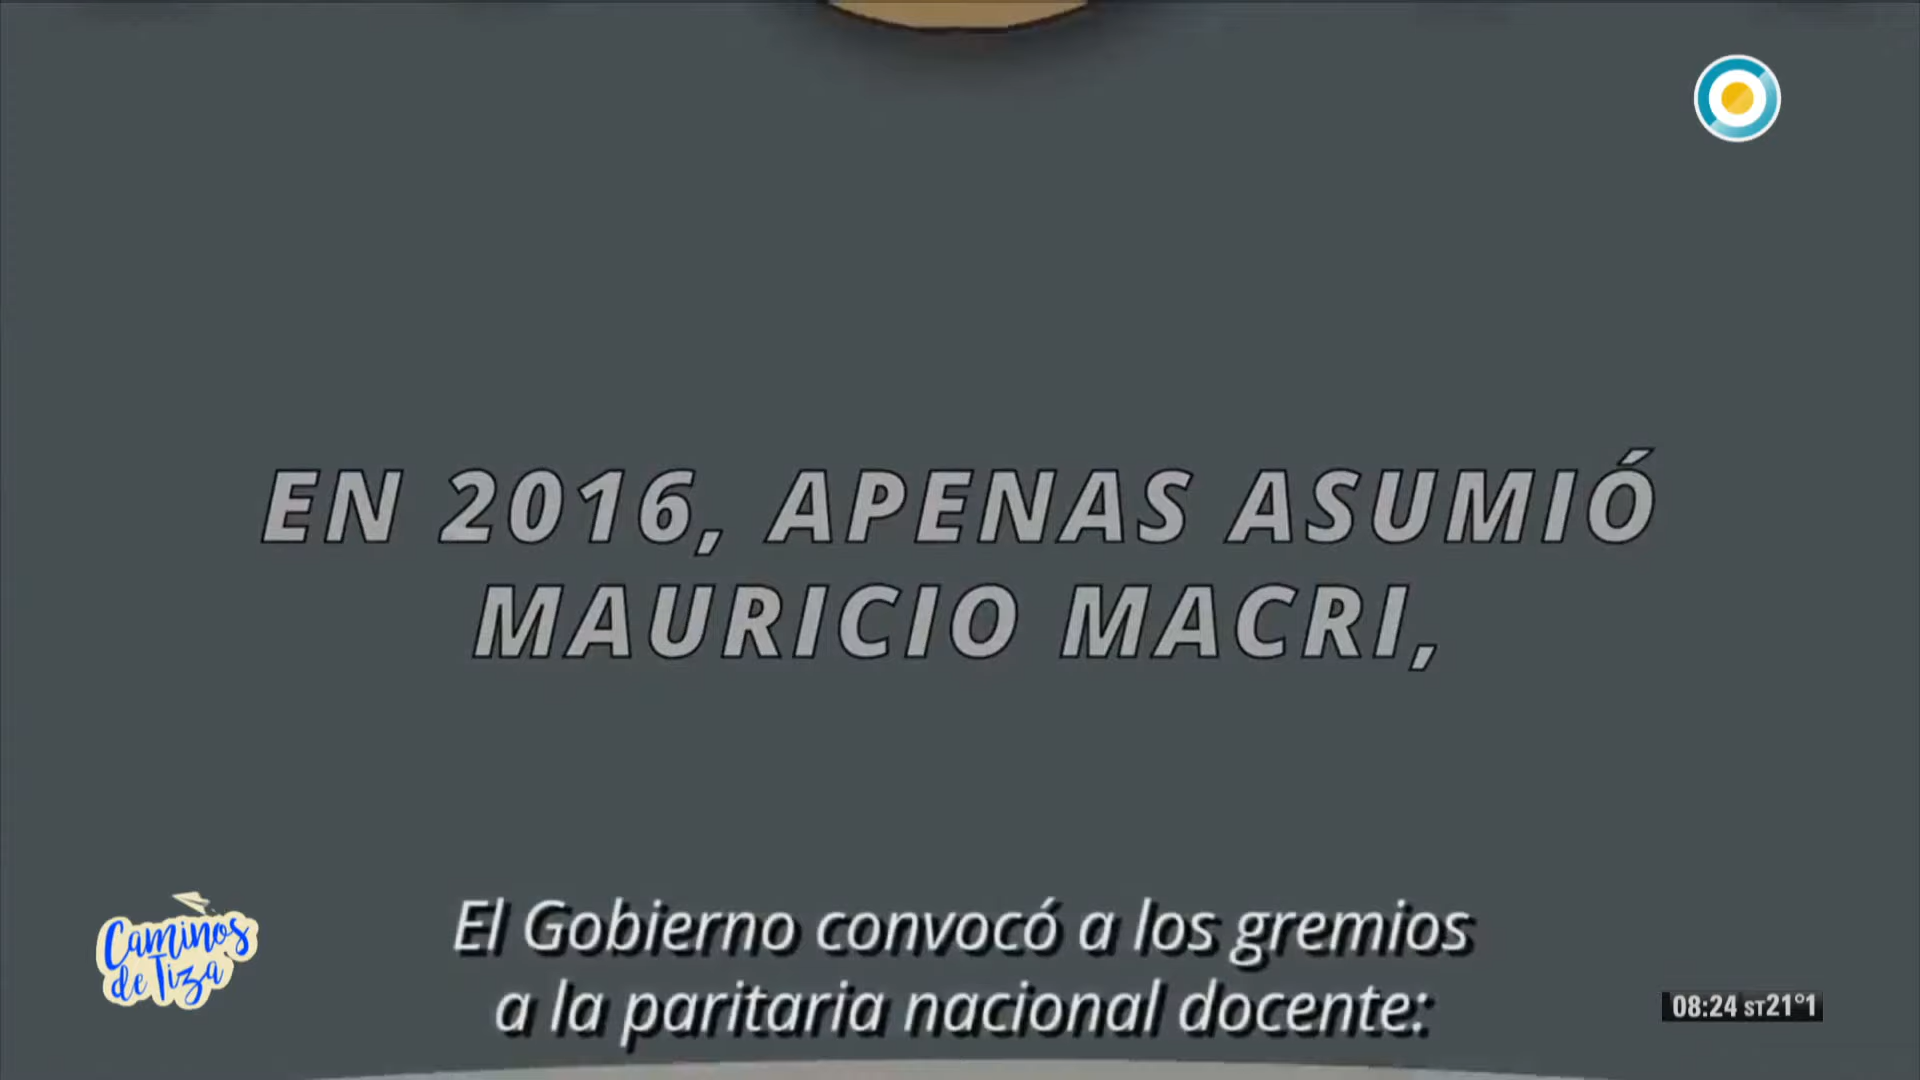 EN 2016, APENAS ASUMIÓ
MAURICIO MACRI,
El Gobierno convocó a los gremios
a la paritaria nacional docente:
Caminos
de Tiza
08:24 ST21°1